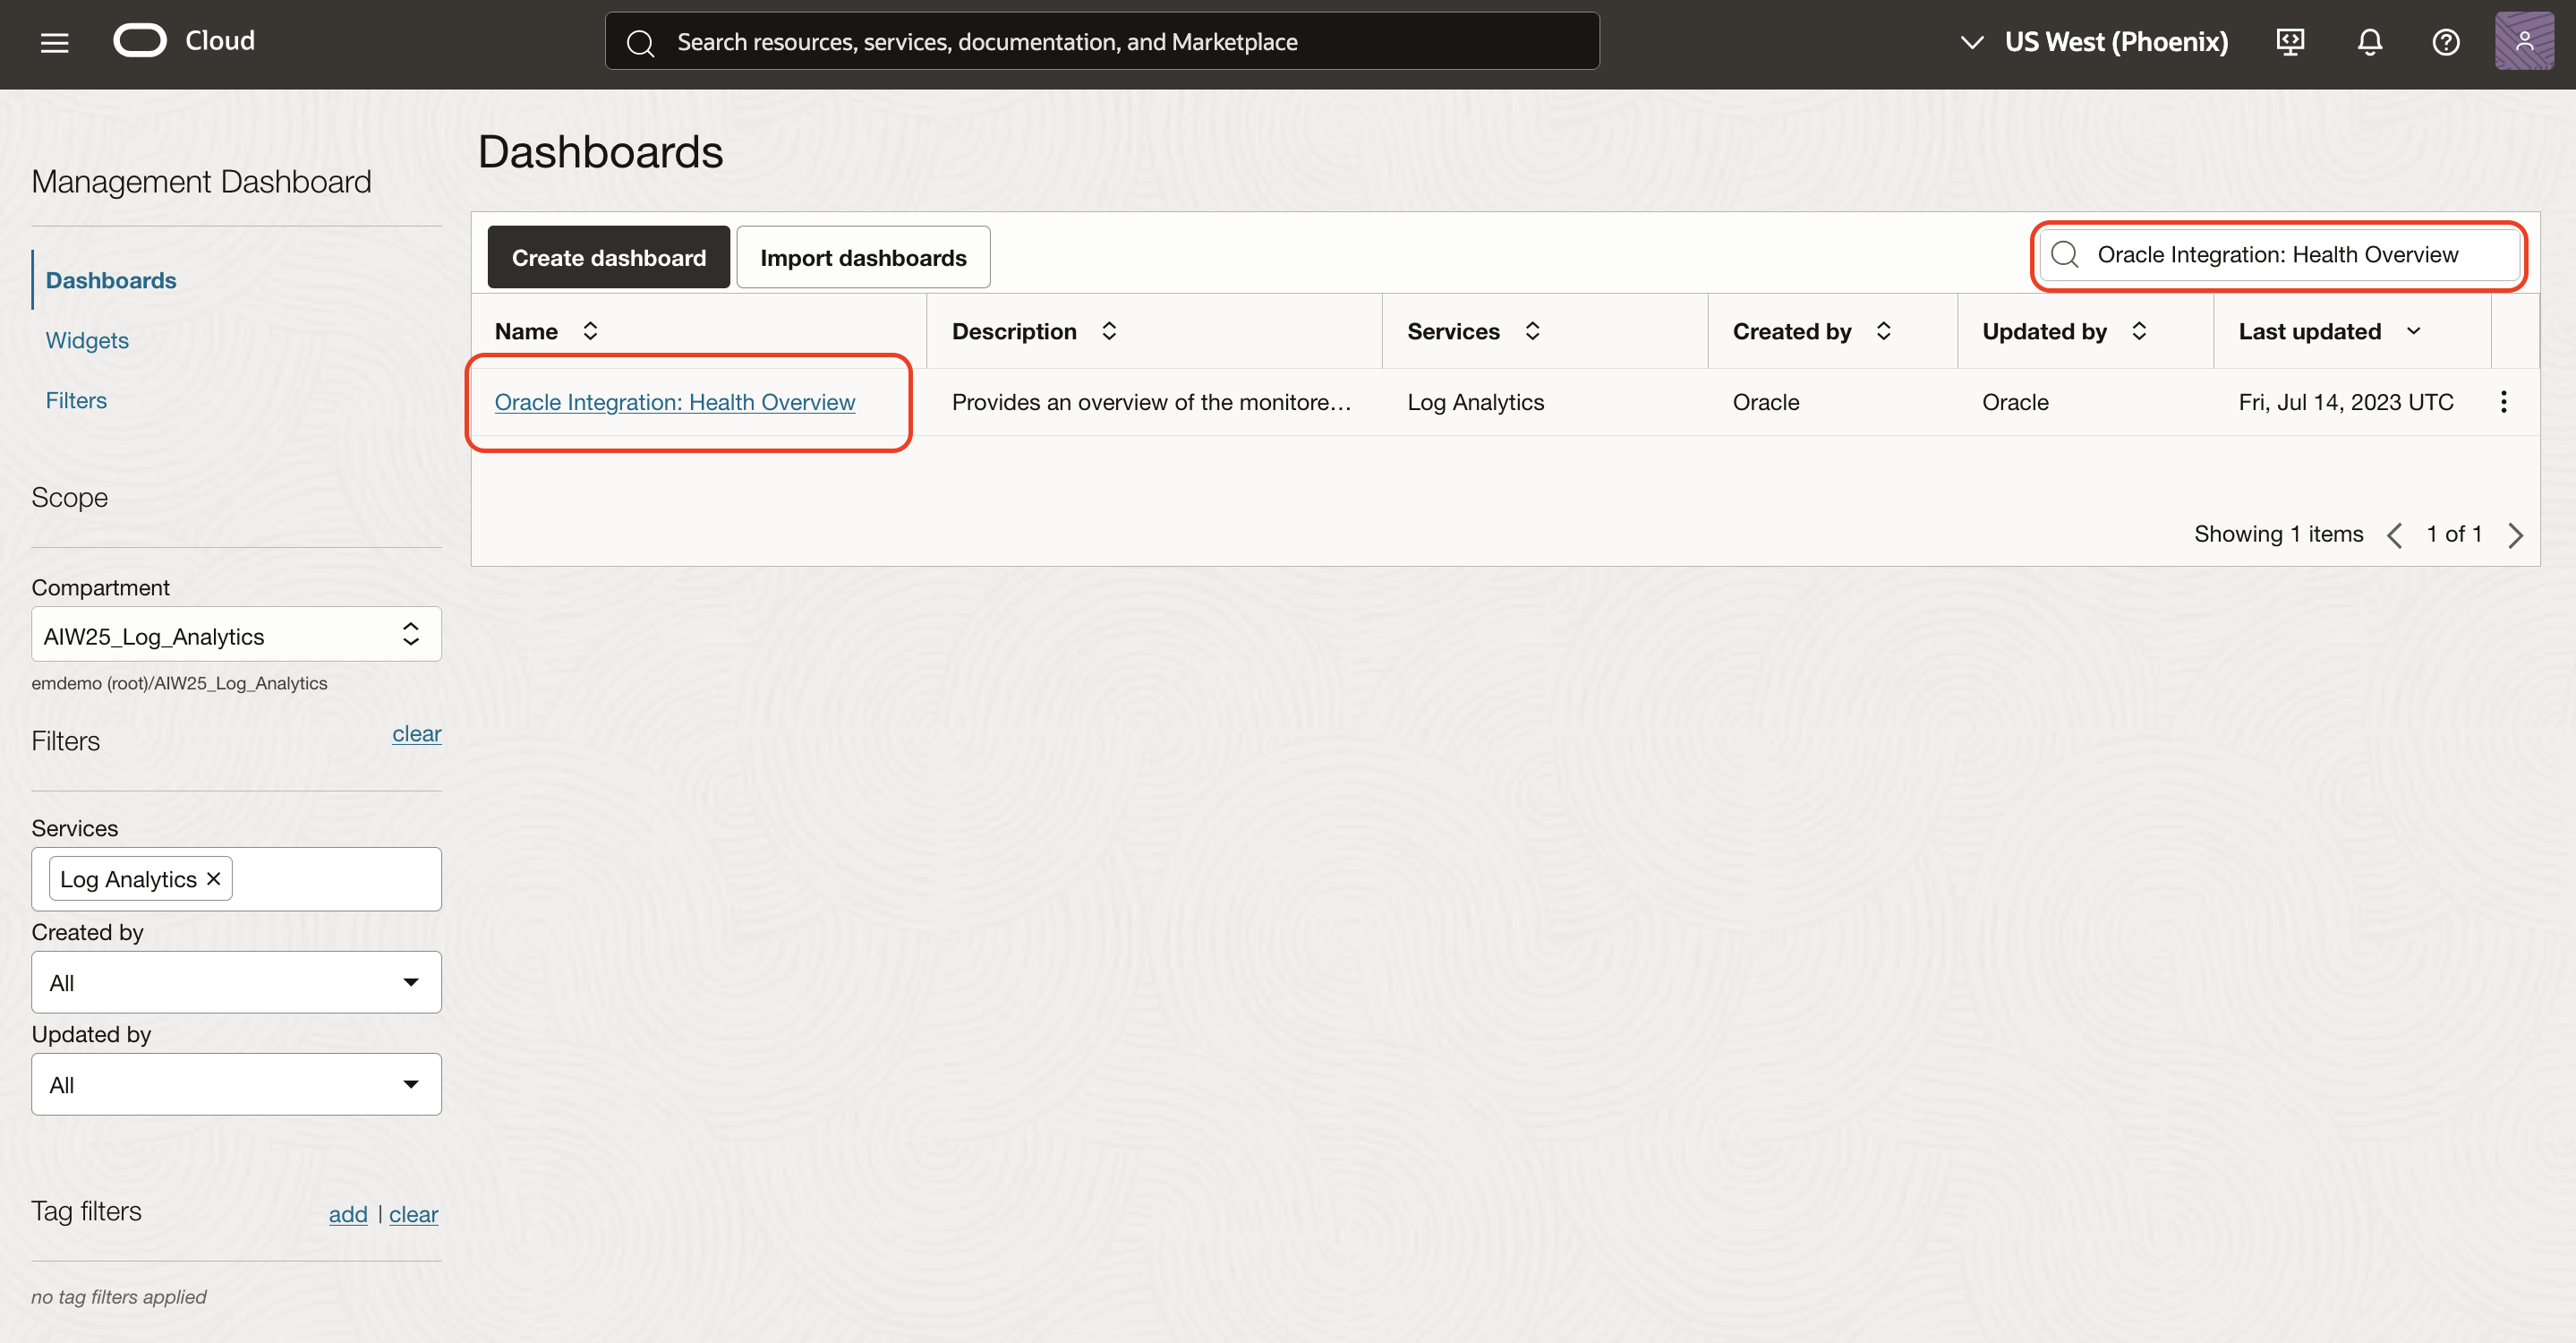 Cloud
Search resources, services, documentation, and Marketplace
US West (Phoenix)
Management Dashboard
Dashboards
Widgets
Filters
Scope
Compartment
AIW25_Log_Analytics
emdemo (root)/AIW25_Log_Analytics
Filters clear
Services
Log Analytics ×
Created by
All
Updated by
All
Tag filters add | clear
no tag filters applied
Dashboards
Create dashboard Import dashboards Oracle Integration: Health Overview
Name Description Services Created by Updated by Last updated
Oracle Integration: Health Overview Provides an overview of the monitore... Log Analytics Oracle Oracle Fri, Jul 14, 2023 UTC
Showing 1 items 1 of 1